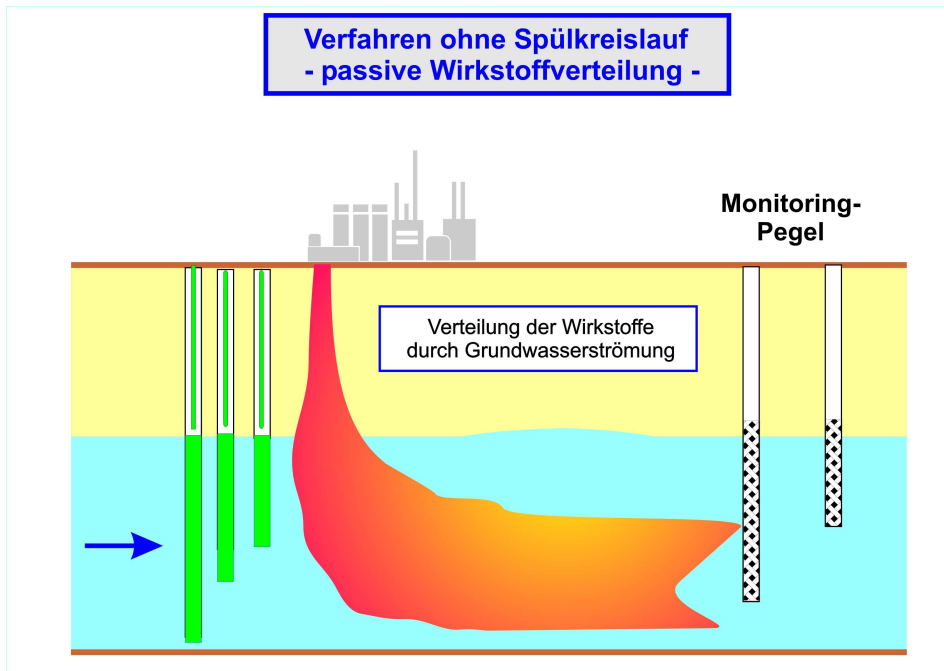 Verfahren ohne Spülkreislauf
- passive Wirkstoffverteilung -
Monitoring-
Pegel
Verteilung der Wirkstoffe
durch Grundwasserströmung